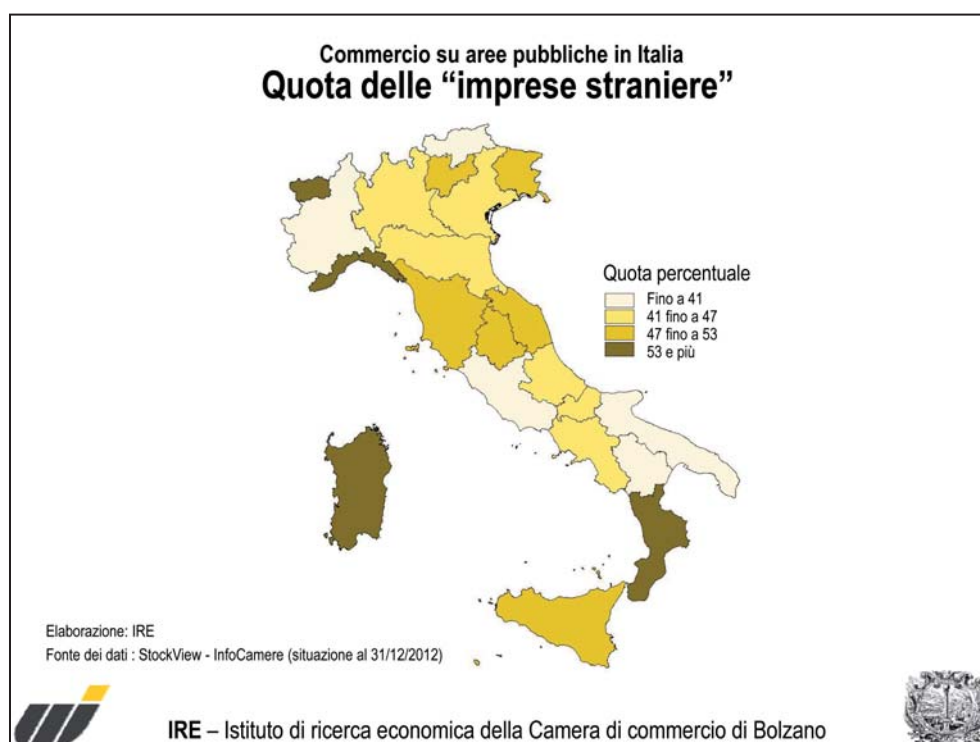 Commercio su aree pubbliche in Italia
Quota delle “imprese straniere”
Quota percentuale
Fino a 41
41 fino a 47
47 fino a 53
53 e più
Elaborazione: IRE
Fonte dei dati : StockView - InfoCamere (situazione al 31/12/2012)
IRE – Istituto di ricerca economica della Camera di commercio di Bolzano